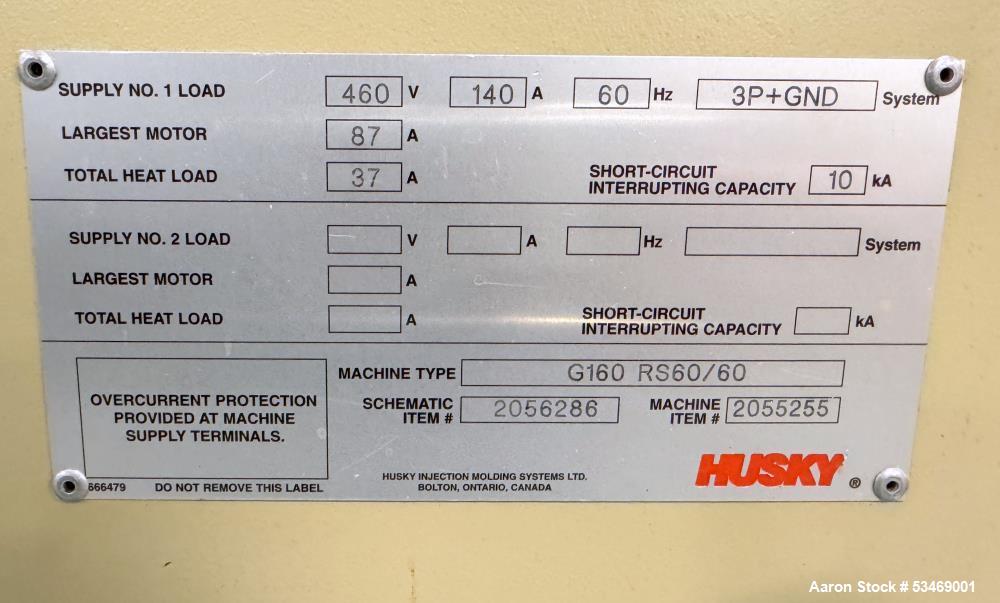 SUPPLY NO. 1 LOAD 460 V 140 A 60 Hz 3P+GND System
LARGEST MOTOR 87 A
TOTAL HEAT LOAD 37 A
SHORT-CIRCUIT
INTERRUPTING CAPACITY 10 kA
SUPPLY NO. 2 LOAD V A Hz System
LARGEST MOTOR A
TOTAL HEAT LOAD A
SHORT-CIRCUIT
INTERRUPTING CAPACITY kA
OVERCURRENT PROTECTION
PROVIDED AT MACHINE
SUPPLY TERMINALS.
MACHINE TYPE G160 RS60/60
SCHEMATIC
ITEM # 2056286
MACHINE
ITEM # 2055255
HUSKY ®
666479 DO NOT REMOVE THIS LABEL
HUSKY INJECTION MOLDING SYSTEMS LTD.
BOLTON, ONTARIO, CANADA
Aaron Stock # 53469001